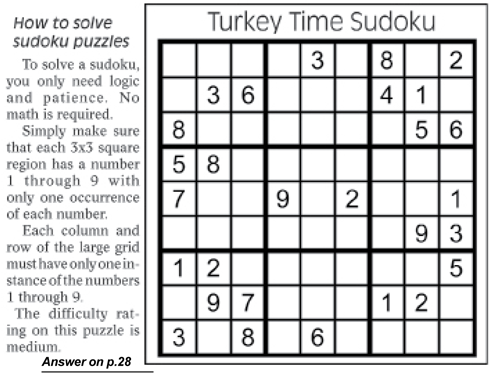 How to solve
sudoku puzzles
To solve a sudoku,
you only need logic
and patience. No
math is required.
Simply make sure
that each 3x3 square
region has a number
1 through 9 with
only one occurrence
of each number.
Each column and
row of the large grid
must have only one in-
stance of the numbers
1 through 9.
The difficulty rat-
ing on this puzzle is
medium.
Answer on p.28
Turkey Time Sudoku
3 8 2
3 6 4 1
8 5 6
5 8
7 9 2 1
9 3
1 2 5
9 7 1 2
3 8 6